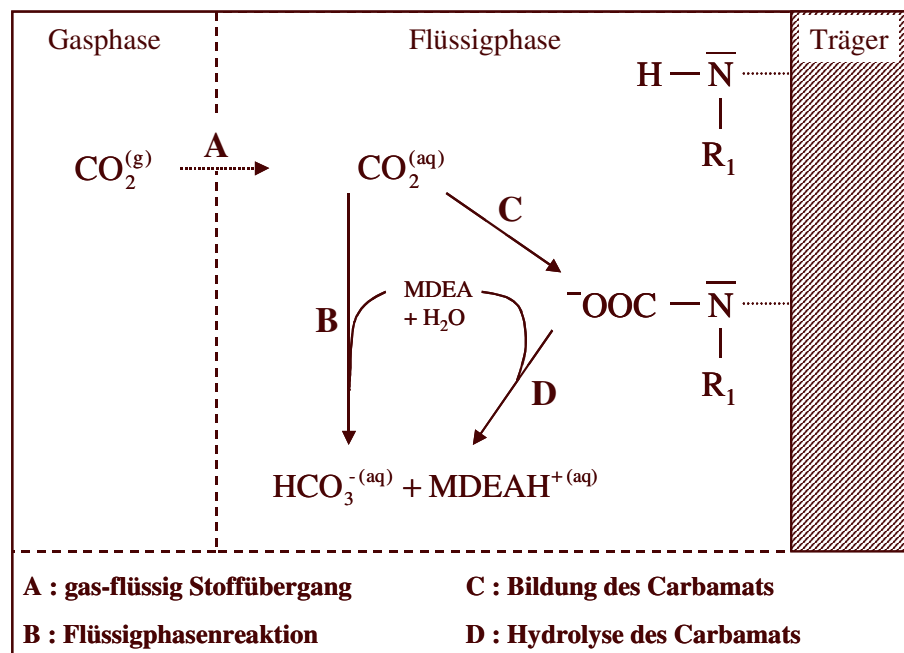 Gasphase Flüssigphase Träger
H — N̅
R₁
CO₂⁽ᵍ⁾ A CO₂⁽ᵃq⁾
C
MDEA
+ H₂O
B
⁻OOC — N̅
R₁
D
HCO₃⁻⁽ᵃq⁾ + MDEAH⁺⁽ᵃq⁾
A : gas-flüssig Stoffübergang C : Bildung des Carbamats
B : Flüssigphasenreaktion D : Hydrolyse des Carbamats